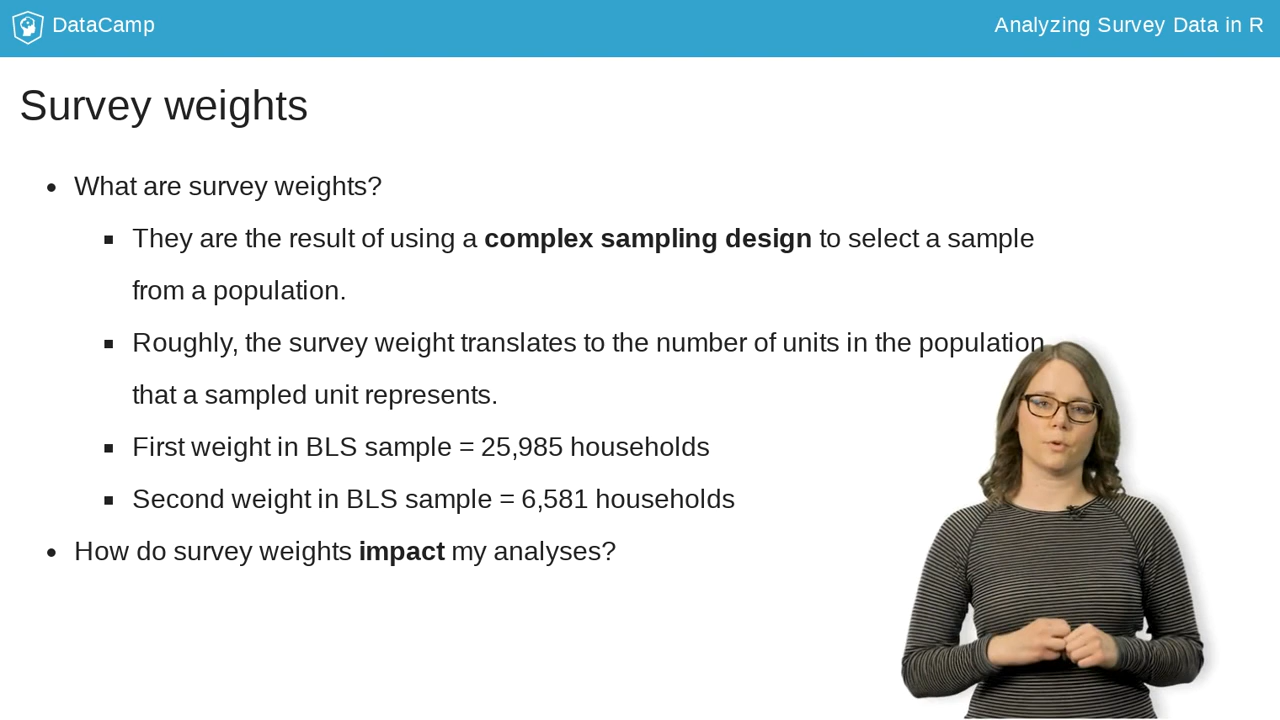 DataCamp
Analyzing Survey Data in R
Survey weights
What are survey weights?
They are the result of using a complex sampling design to select a sample
from a population.
Roughly, the survey weight translates to the number of units in the population
that a sampled unit represents.
First weight in BLS sample = 25,985 households
Second weight in BLS sample = 6,581 households
How do survey weights impact my analyses?